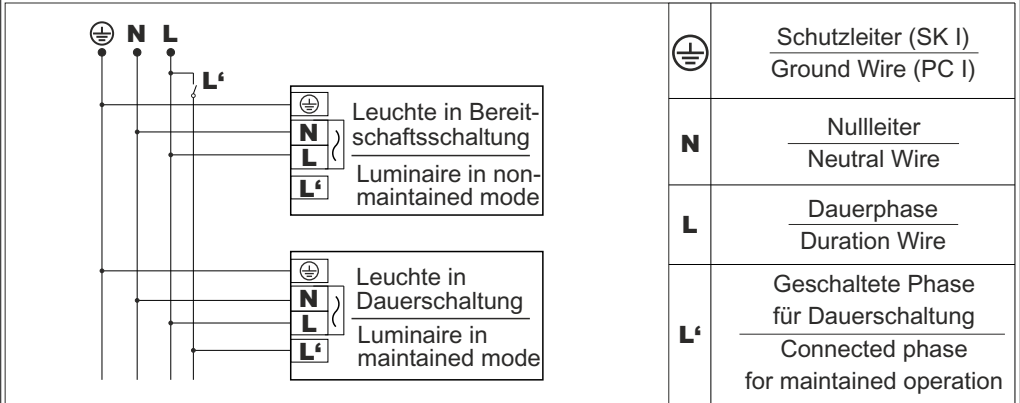 N L
L‘
Leuchte in Bereit-
schaftsschaltung
Luminaire in non-
maintained mode
N
L
L‘
Leuchte in
Dauerschaltung
Luminaire in
maintained mode
N
L
L‘
Schutzleiter (SK I)
Ground Wire (PC I)
N
Nullleiter
Neutral Wire
L
Dauerphase
Duration Wire
L‘
Geschaltete Phase
für Dauerschaltung
Connected phase
for maintained operation